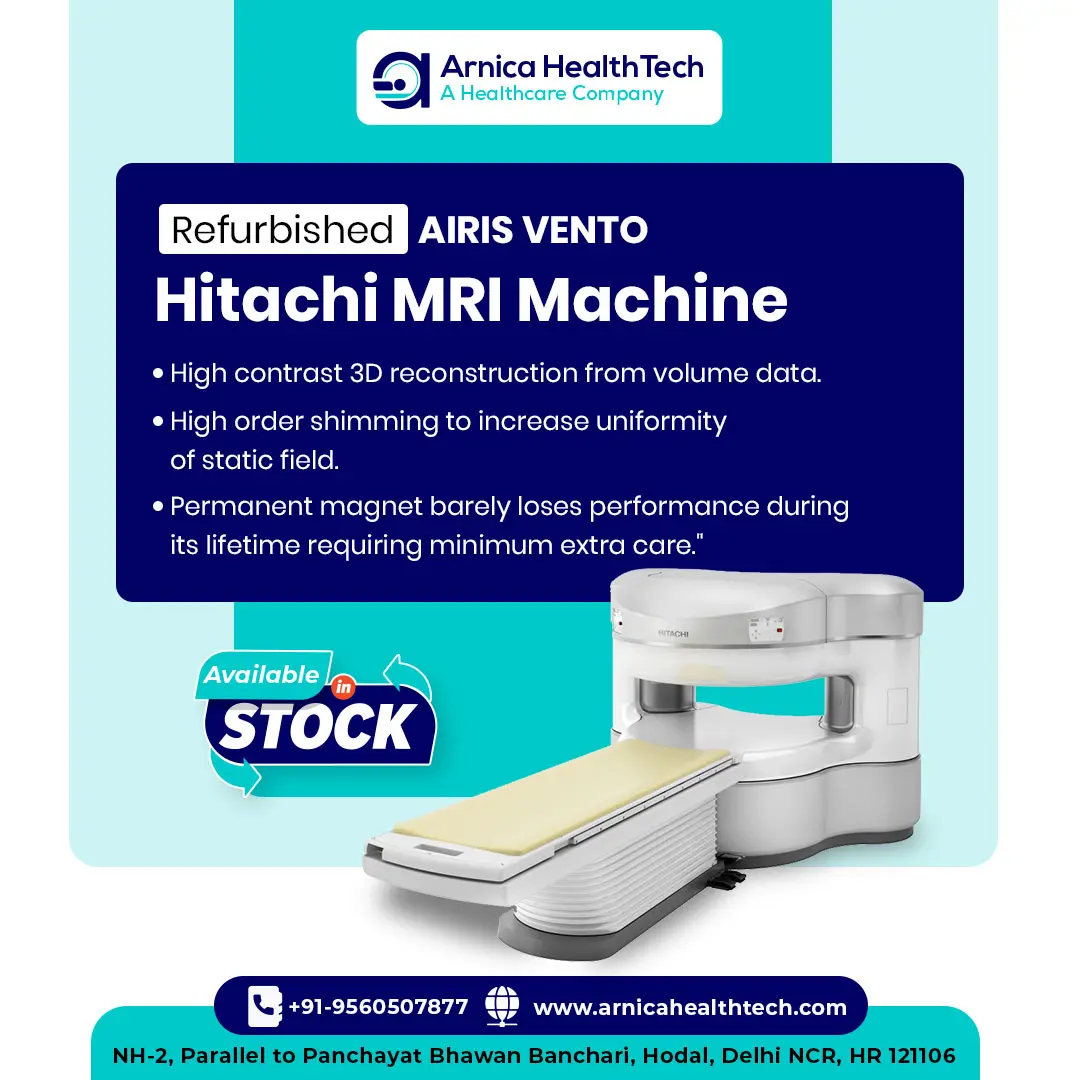 Arnica HealthTech
A Healthcare Company
Refurbished AIRIS VENTO
Hitachi MRI Machine
• High contrast 3D reconstruction from volume data.
• High order shimming to increase uniformity
of static field.
• Permanent magnet barely loses performance during
its lifetime requiring minimum extra care."
HITACHI
Available
in
STOCK
+91-9560507877 www.arnicahealthtech.com
NH-2, Parallel to Panchayat Bhawan Banchari, Hodal, Delhi NCR, HR 121106